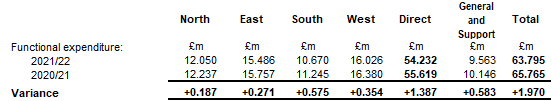 General
and
North East South West Direct Support Total
Functional expenditure: £m £m £m £m £m £m £m
2021/22 12.050 15.486 10.670 16.026 54.232 9.563 63.795
2020/21 12.237 15.757 11.245 16.380 55.619 10.146 65.765
Variance +0.187 +0.271 +0.575 +0.354 +1.387 +0.583 +1.970